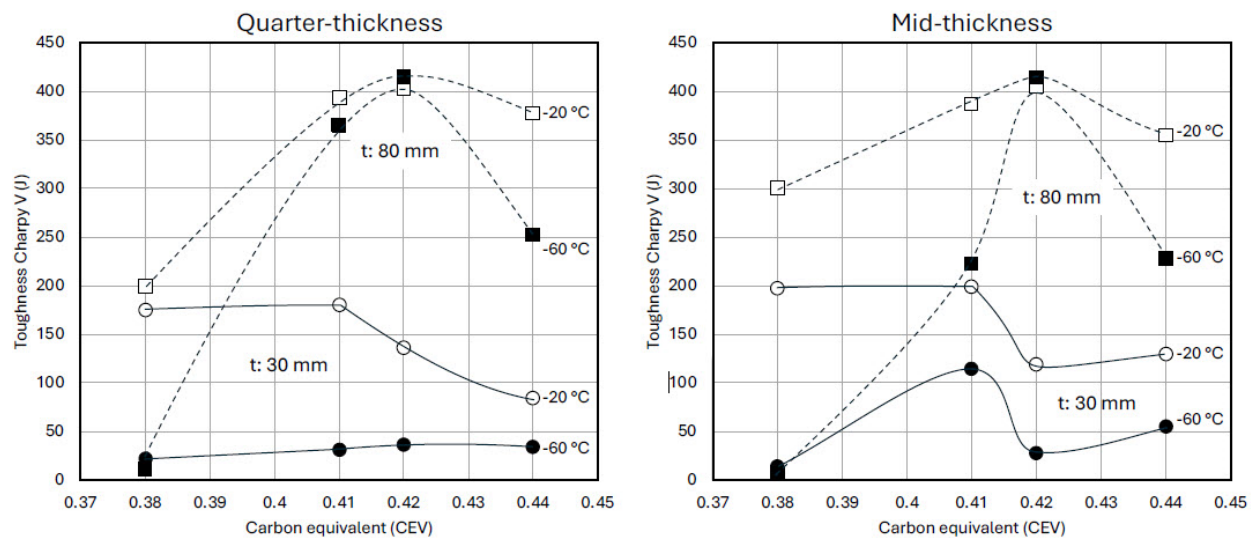 Quarter-thickness
450
400
350
300
250
200
150
100
50
0
Toughness Charpy V (J)
-20 ºC
t: 80 mm
-60 ºC
t: 30 mm
-20 ºC
-60 ºC
0.37 0.38 0.39 0.4 0.41 0.42 0.43 0.44 0.45
Carbon equivalent (CEV)
Mid-thickness
450
400
350
300
250
200
150
100
50
0
Toughness Charpy V (J)
-20 ºC
t: 80 mm
-60 ºC
-20 ºC
t: 30 mm
-60 ºC
0.37 0.38 0.39 0.4 0.41 0.42 0.43 0.44 0.45
Carbon equivalent (CEV)